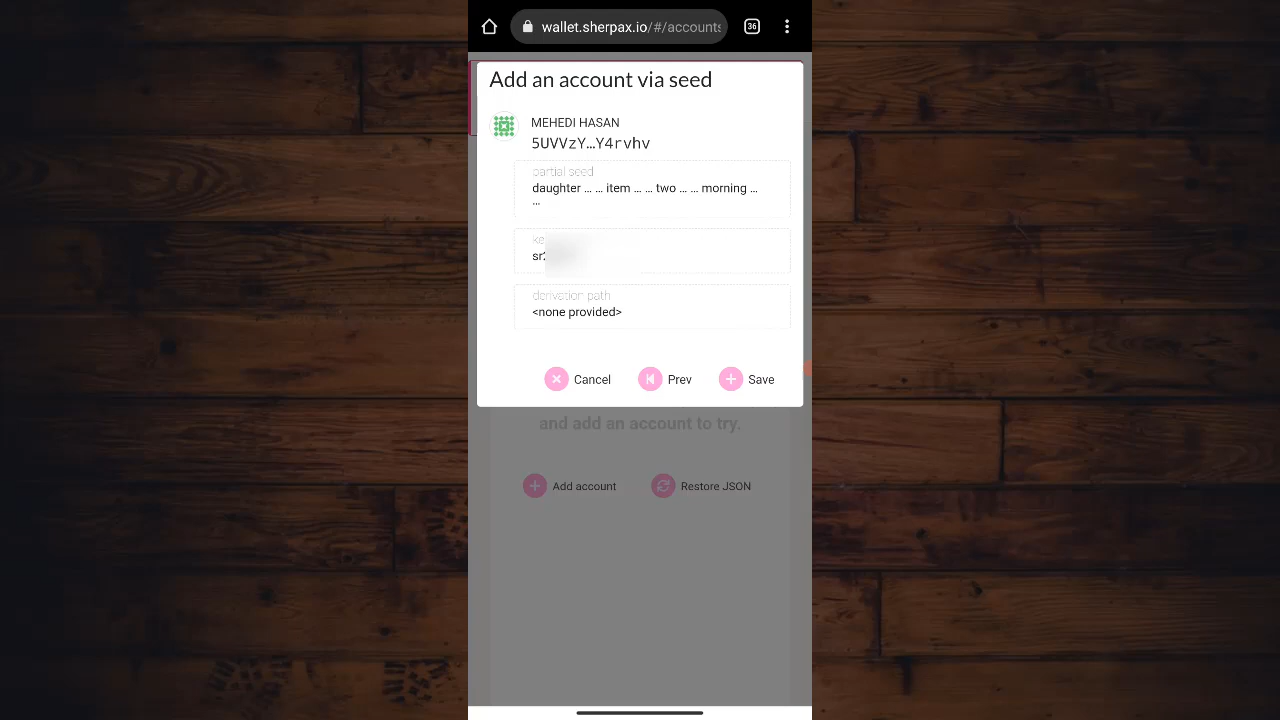 wallet.sherpax.io/#/accounts
36
Add an account via seed
MEHEDI HASAN
5UVVzY…Y4rvhv
partial seed
daughter … … item … … two … … morning …
…
derivation path
<none provided>
Cancel
Prev
Save
and add an account to try.
Add account
Restore JSON